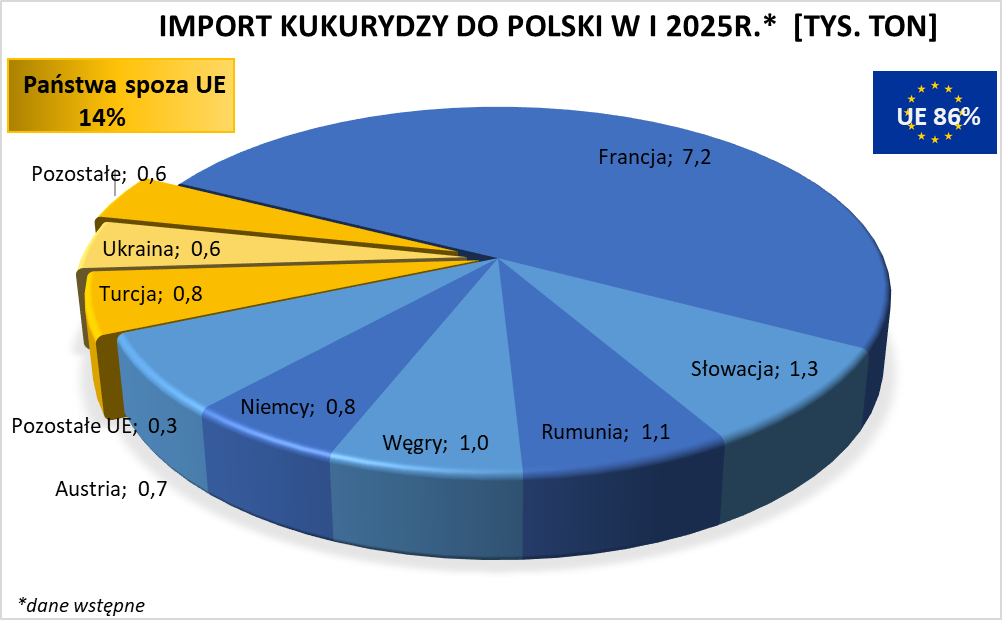 IMPORT KUKURYDZY DO POLSKI W I 2025R.* [TYS. TON]
Państwa spoza UE
14%
UE 86%
Francja; 7,2
Pozostałe; 0,6
Ukraina; 0,6
Turcja; 0,8
Słowacja; 1,3
Niemcy; 0,8
Pozostałe UE; 0,3
Węgry; 1,0
Rumunia; 1,1
Austria; 0,7
*dane wstępne